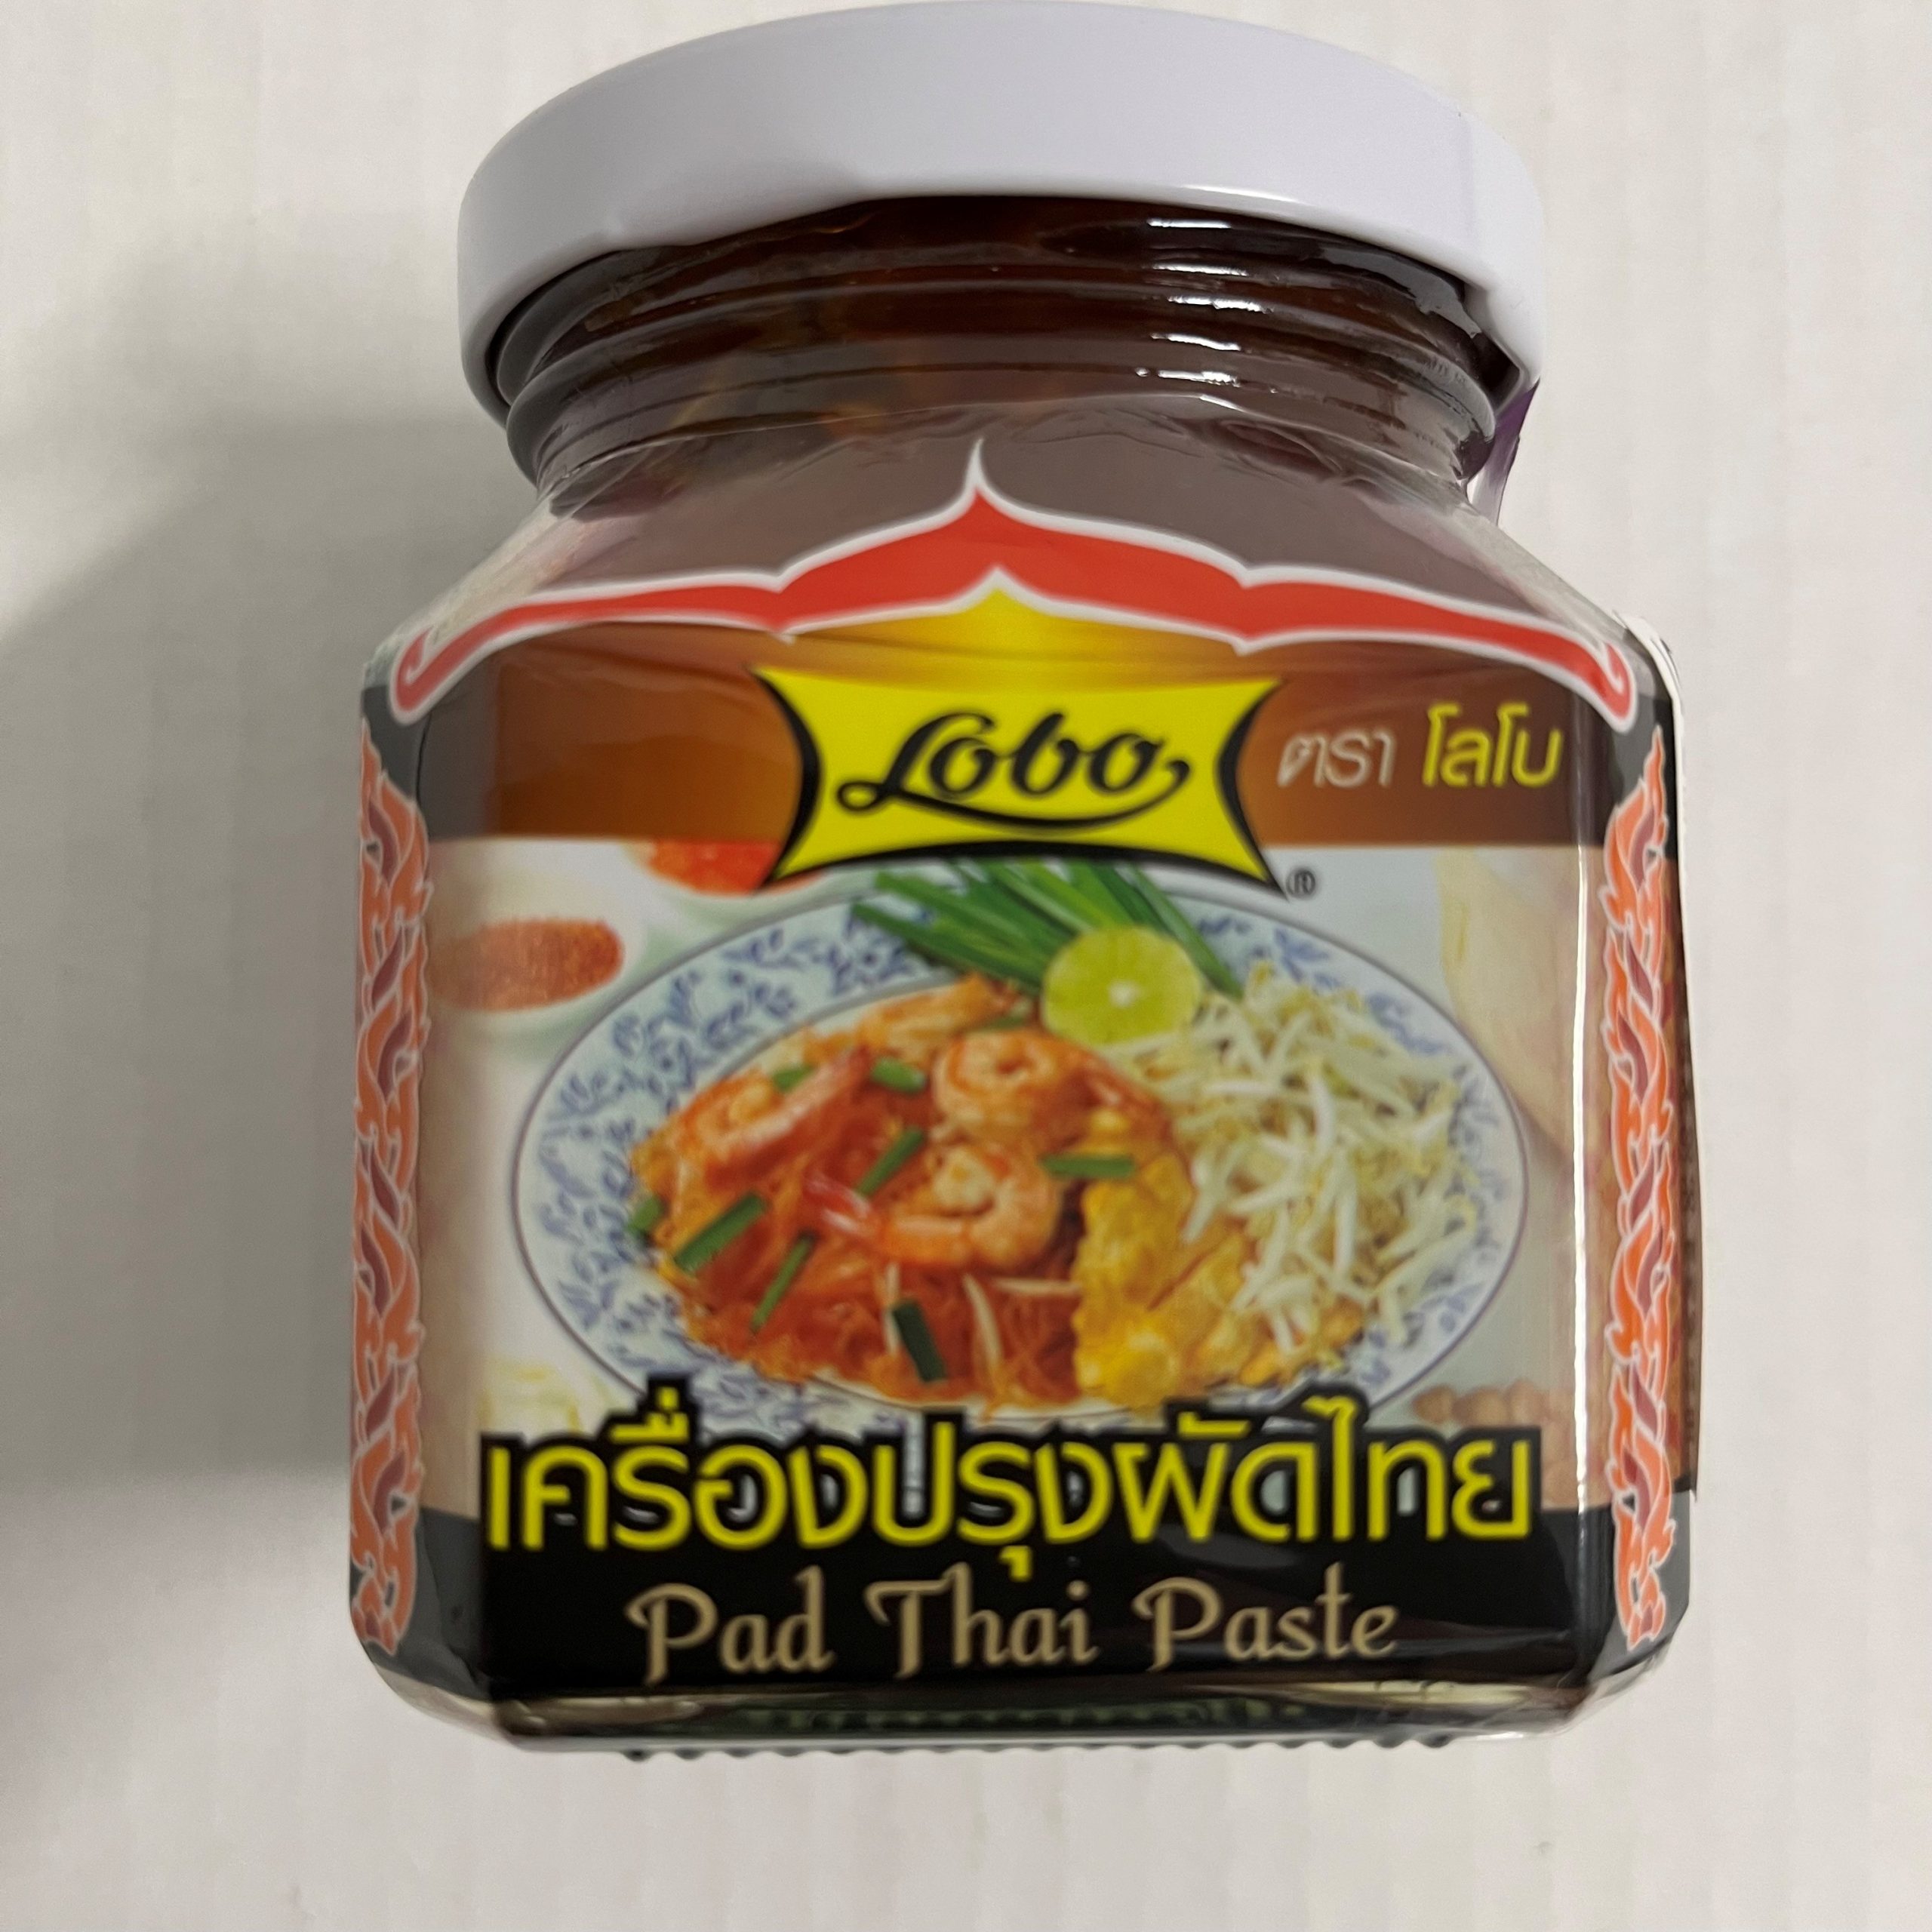 Lobo
ตรา โลโบ
®
เครื่องปรุงผัดไทย
Pad Thai Paste